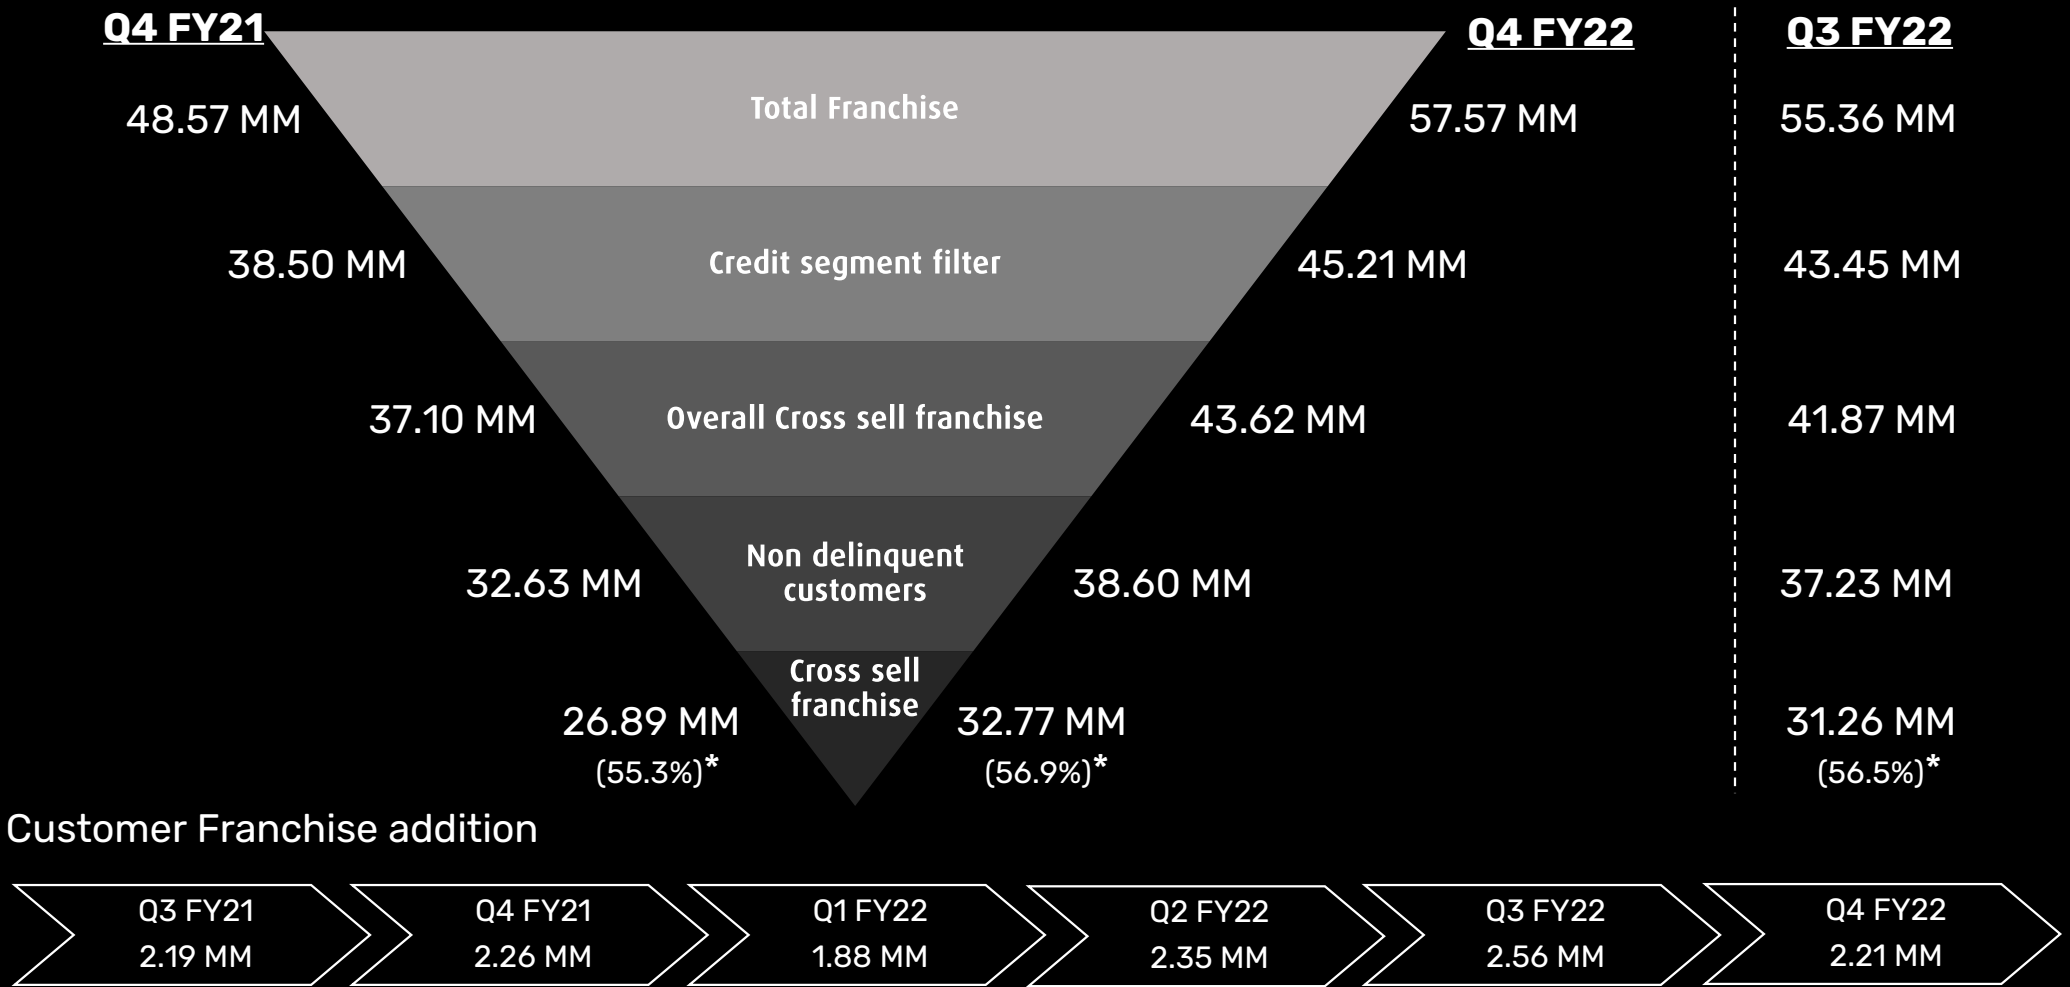 Q4 FY21
Q4 FY22
Q3 FY22
48.57 MM
Total Franchise
57.57 MM
55.36 MM
38.50 MM
Credit segment filter
45.21 MM
43.45 MM
37.10 MM
Overall Cross sell franchise
43.62 MM
41.87 MM
32.63 MM
Non delinquent
customers
38.60 MM
37.23 MM
Cross sell
franchise
26.89 MM
(55.3%)*
32.77 MM
(56.9%)*
31.26 MM
(56.5%)*
Customer Franchise addition
Q3 FY21
2.19 MM
Q4 FY21
2.26 MM
Q1 FY22
1.88 MM
Q2 FY22
2.35 MM
Q3 FY22
2.56 MM
Q4 FY22
2.21 MM